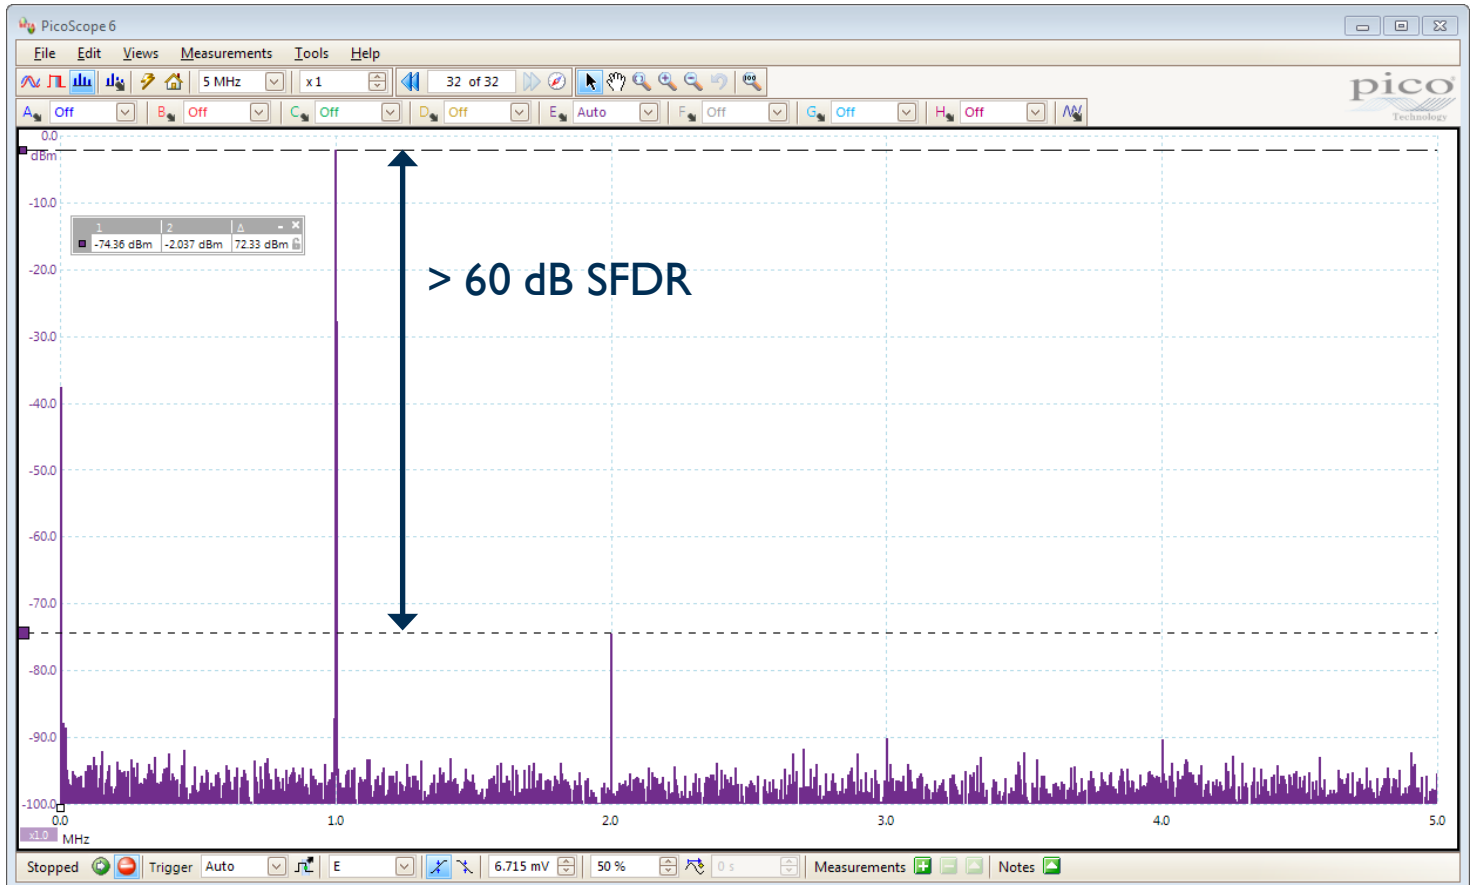 PicoScope 6
File Edit Views Measurements Tools Help
5 MHz x 1 32 of 32
pico
Technology
A Off B Off C Off D Off E Auto F Off G Off H Off
0.0
dBm
-10.0
1 2 Δ
-74.36 dBm -2.037 dBm 72.33 dBm
> 60 dB SFDR
-20.0
-30.0
-40.0
-50.0
-60.0
-70.0
-80.0
-90.0
-100.0
0.0 1.0 2.0 3.0 4.0 5.0
x1.0 MHz
Stopped Trigger Auto E 6.715 mV 50 % 0 s Measurements Notes